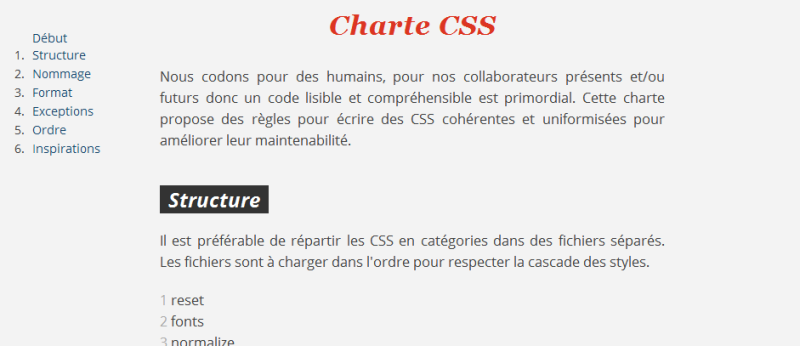 Charte CSS
Début
1. Structure
2. Nommage
3. Format
4. Exceptions
5. Ordre
6. Inspirations
Nous codons pour des humains, pour nos collaborateurs présents et/ou
futurs donc un code lisible et compréhensible est primordial. Cette charte
propose des règles pour écrire des CSS cohérentes et uniformisées pour
améliorer leur maintenabilité.
Structure
Il est préférable de répartir les CSS en catégories dans des fichiers séparés.
Les fichiers sont à charger dans l'ordre pour respecter la cascade des styles.
1 reset
2 fonts
3 normalize